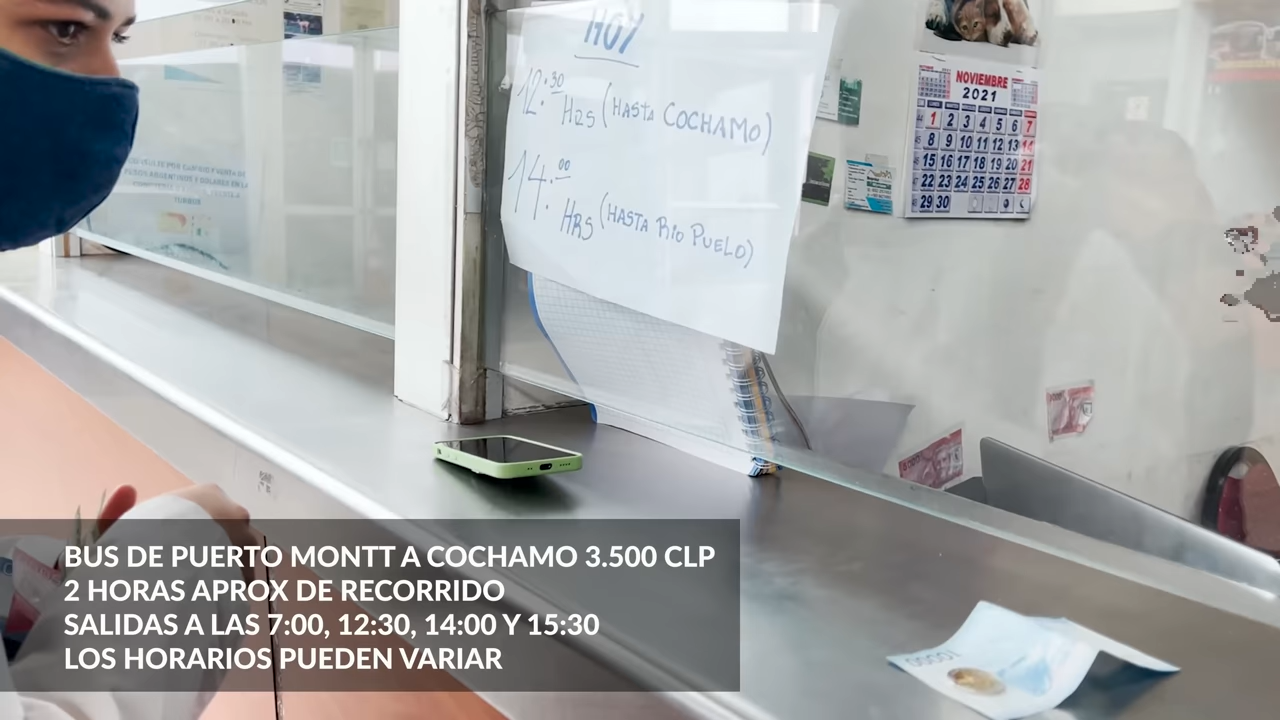 HOY
12:30 HRS (HASTA COCHAMO)
14:00 HRS (HASTA RIO PUELO)
NOVIEMBRE
2021
1 2 3 4 5 6 7
8 9 10 11 12 13 14
15 16 17 18 19 20 21
22 23 24 25 26 27 28
29 30
10000
BUS DE PUERTO MONTT A COCHAMO 3.500 CLP
2 HORAS APROX DE RECORRIDO
SALIDAS A LAS 7:00, 12:30, 14:00 Y 15:30
LOS HORARIOS PUEDEN VARIAR